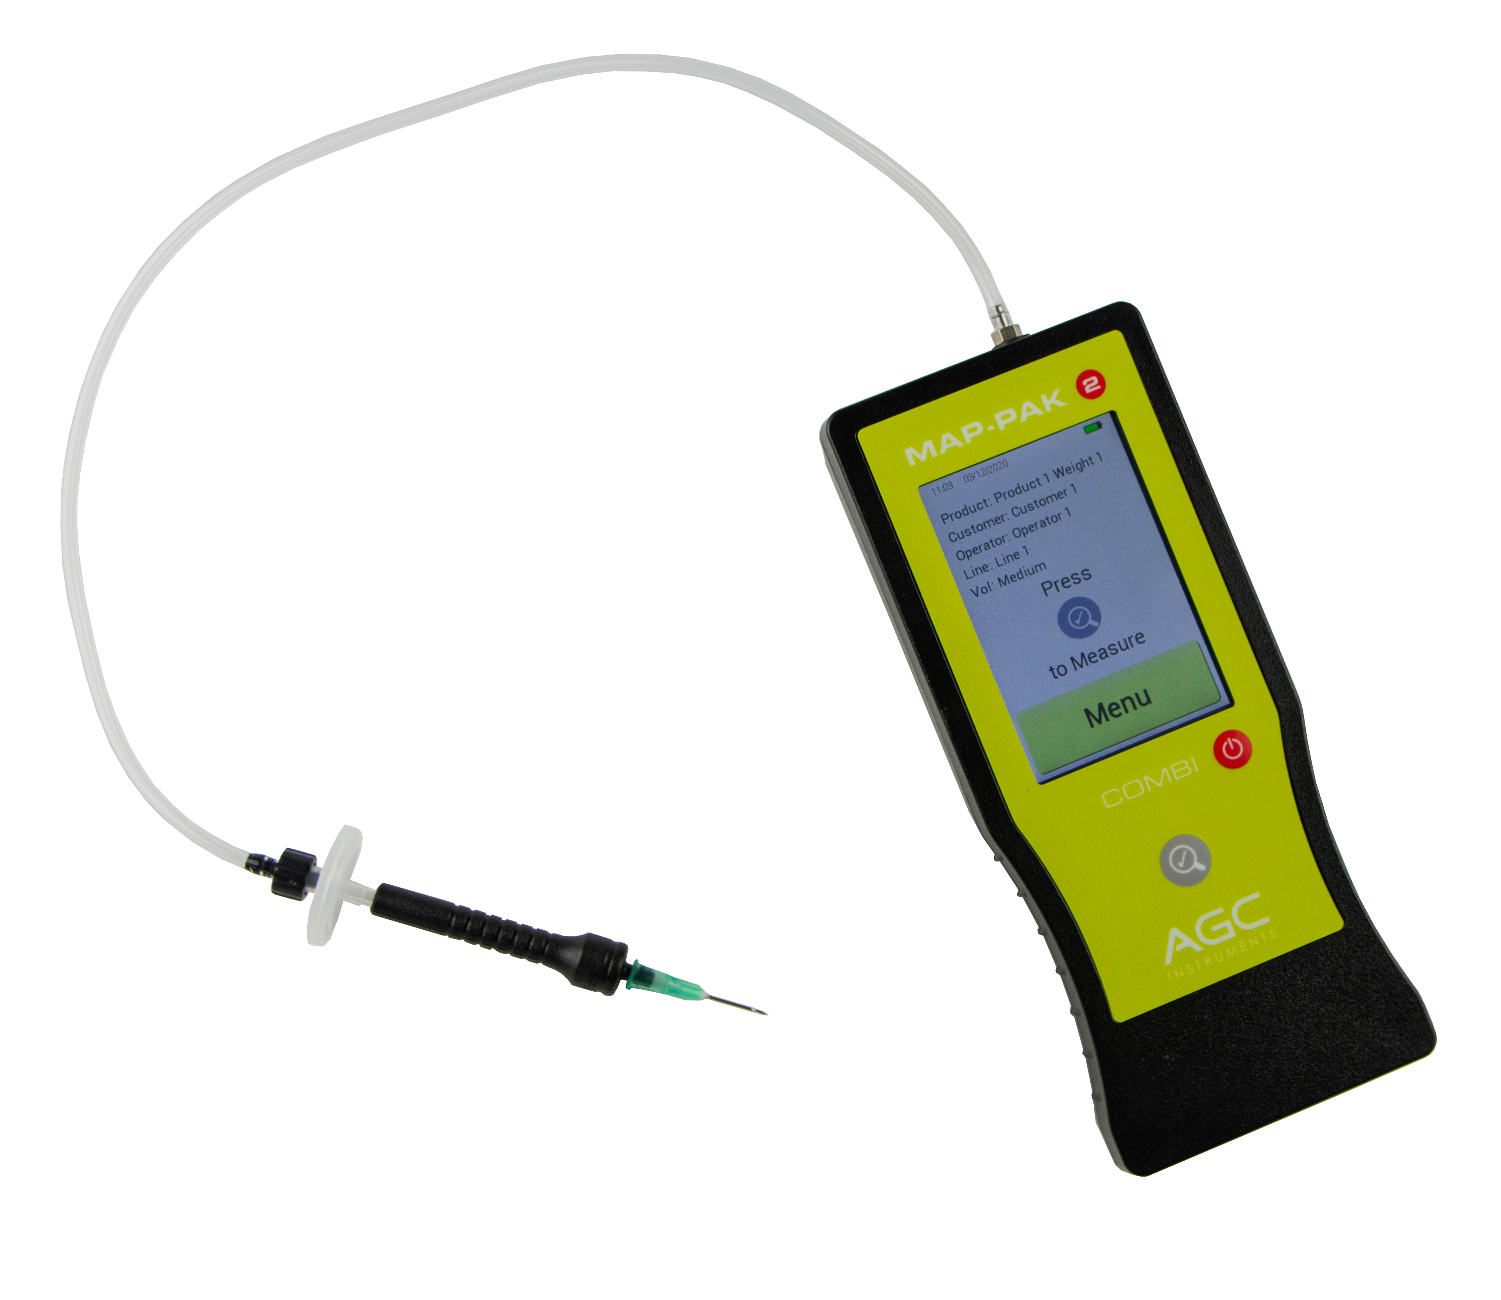 MAP-PAK 2
11:09 09/12/2020
Product: Product 1 Weight 1
Customer: Customer 1
Operator: Operator 1
Line: Line 1
Vol: Medium
Press
to Measure
Menu
COMBI
AGC
INSTRUMENTS